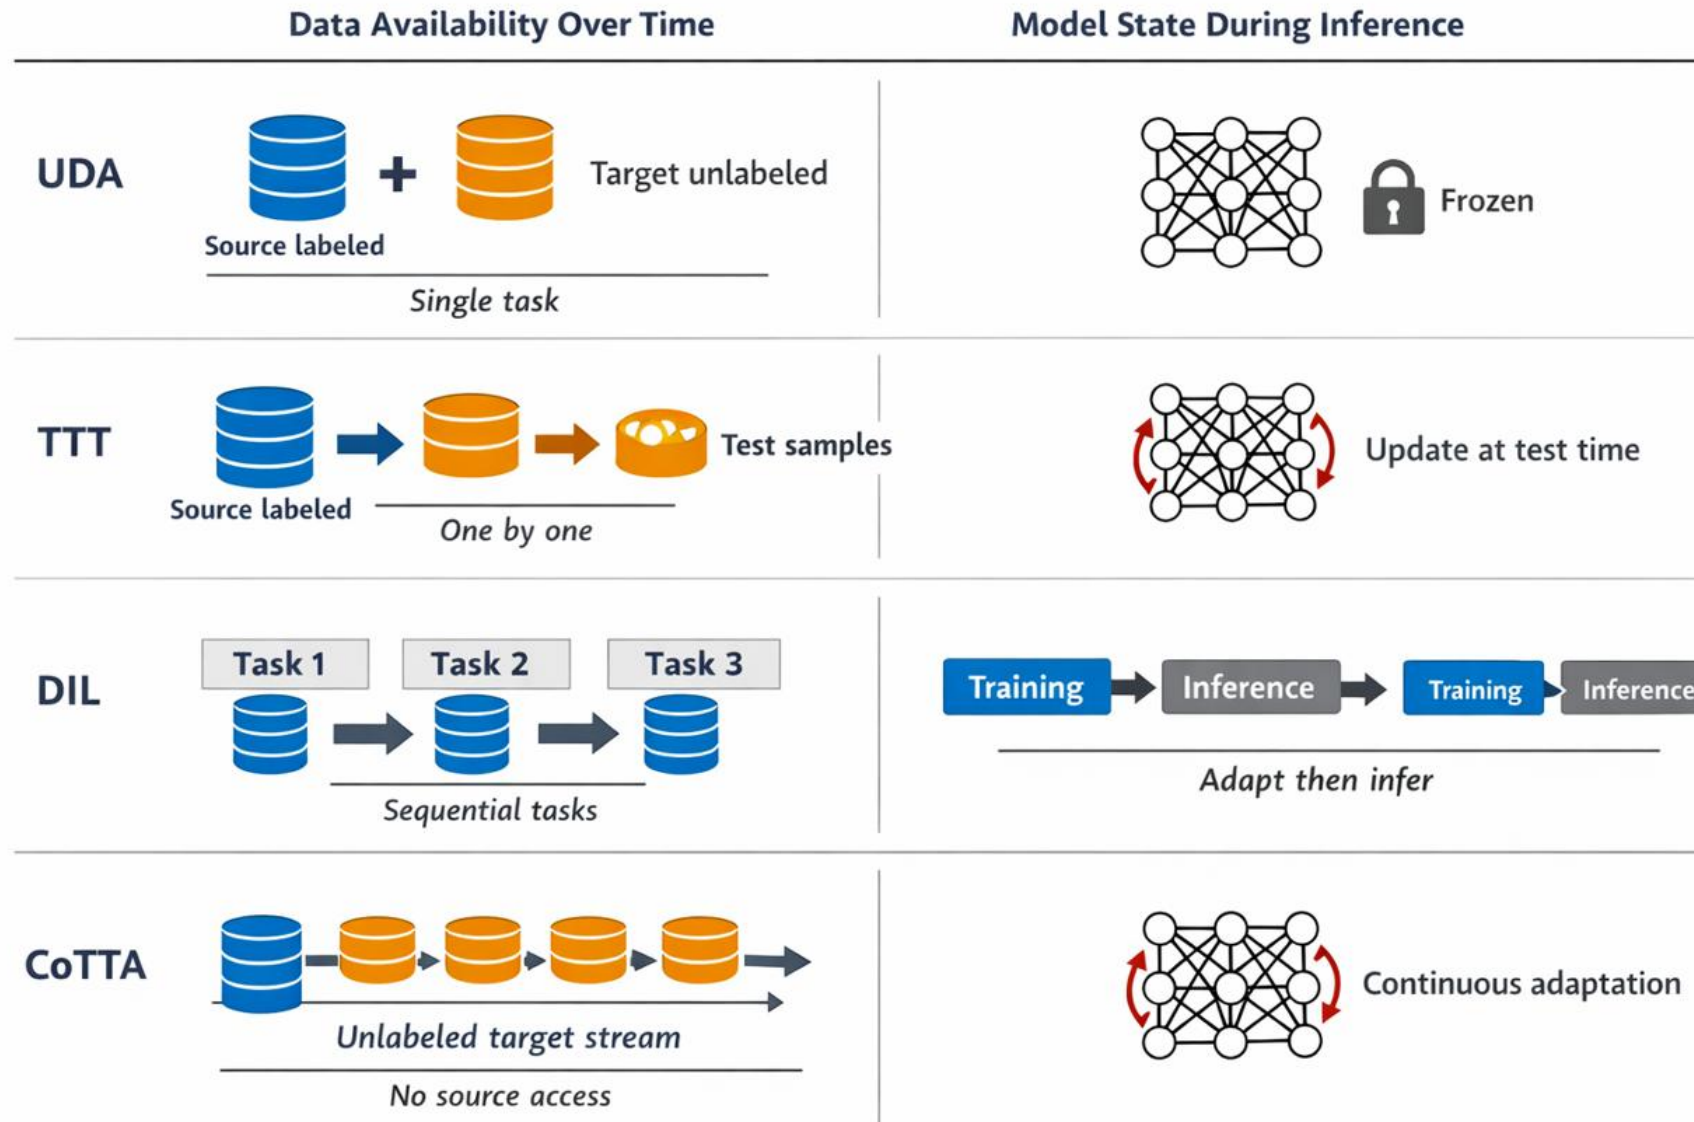 Data Availability Over Time
Model State During Inference
UDA
Target unlabeled
Source labeled
Single task
Frozen
TTT
Test samples
Source labeled
One by one
Update at test time
DIL
Task 1
Task 2
Task 3
Sequential tasks
Training
Inference
Training
Inference
Adapt then infer
CoTTA
Unlabeled target stream
No source access
Continuous adaptation